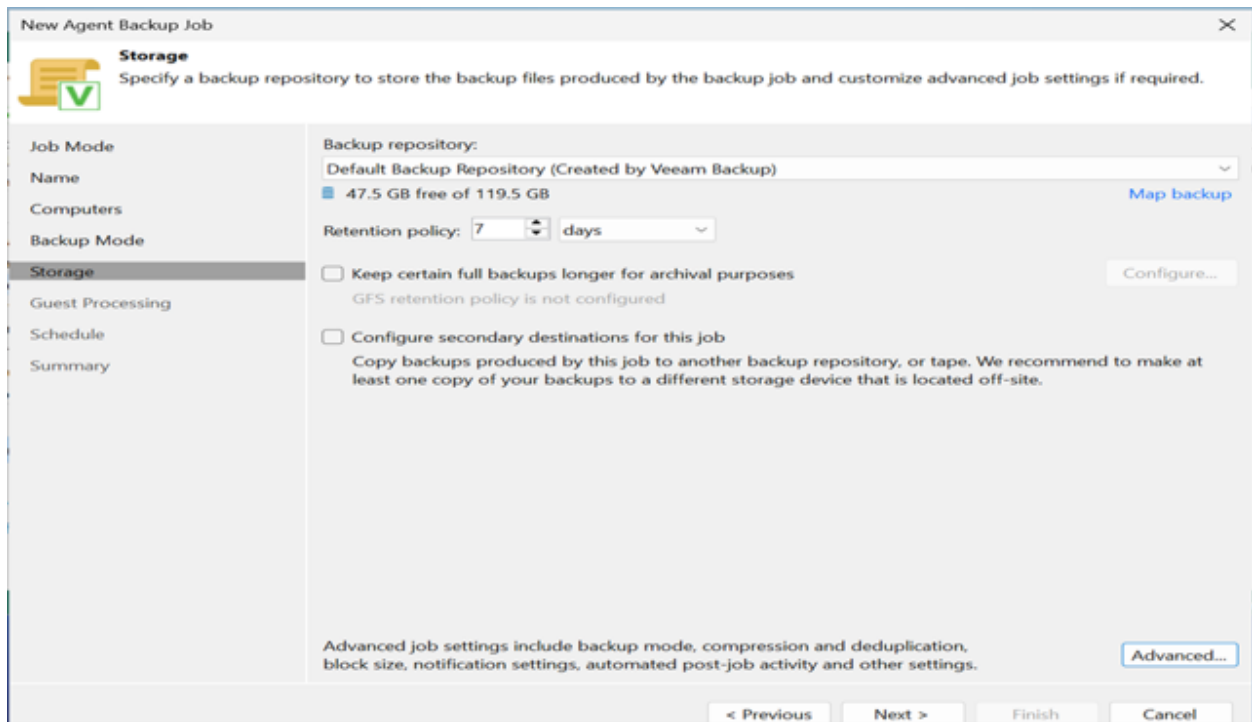 New Agent Backup Job
Storage
Specify a backup repository to store the backup files produced by the backup job and customize advanced job settings if required.
Job Mode
Name
Computers
Backup Mode
Storage
Guest Processing
Schedule
Summary
Backup repository:
Default Backup Repository (Created by Veeam Backup)
47.5 GB free of 119.5 GB
Map backup
Retention policy: 7 days
Keep certain full backups longer for archival purposes
Configure...
GFS retention policy is not configured
Configure secondary destinations for this job
Copy backups produced by this job to another backup repository, or tape. We recommend to make at
least one copy of your backups to a different storage device that is located off-site.
Advanced job settings include backup mode, compression and deduplication,
block size, notification settings, automated post-job activity and other settings.
Advanced...
< Previous
Next >
Finish
Cancel